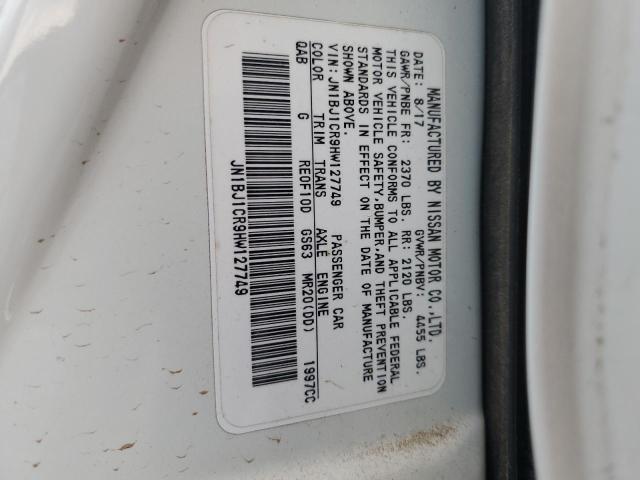 MANUFACTURED BY NISSAN MOTOR CO.,LTD.
8/17 GVWR/PNBV: 4455 LBS.
GAWR/PNBE FR: 2370 LBS. RR: 2120 LBS.
THIS VEHICLE CONFORMS TO ALL APPLICABLE FEDERAL
MOTOR VEHICLE SAFETY,BUMPER,AND THEFT PREVENTION
STANDARDS IN EFFECT ON THE DATE OF MANUFACTURE
SHOWN ABOVE.
VIN:JN1BJ1CR9HW127749 PASSENGER CAR
COLOR TRIM TRANS AXLE ENGINE
QAB G RE0F10D GS63 MR20(DD) 1997CC
JN1BJ1CR9HW127749